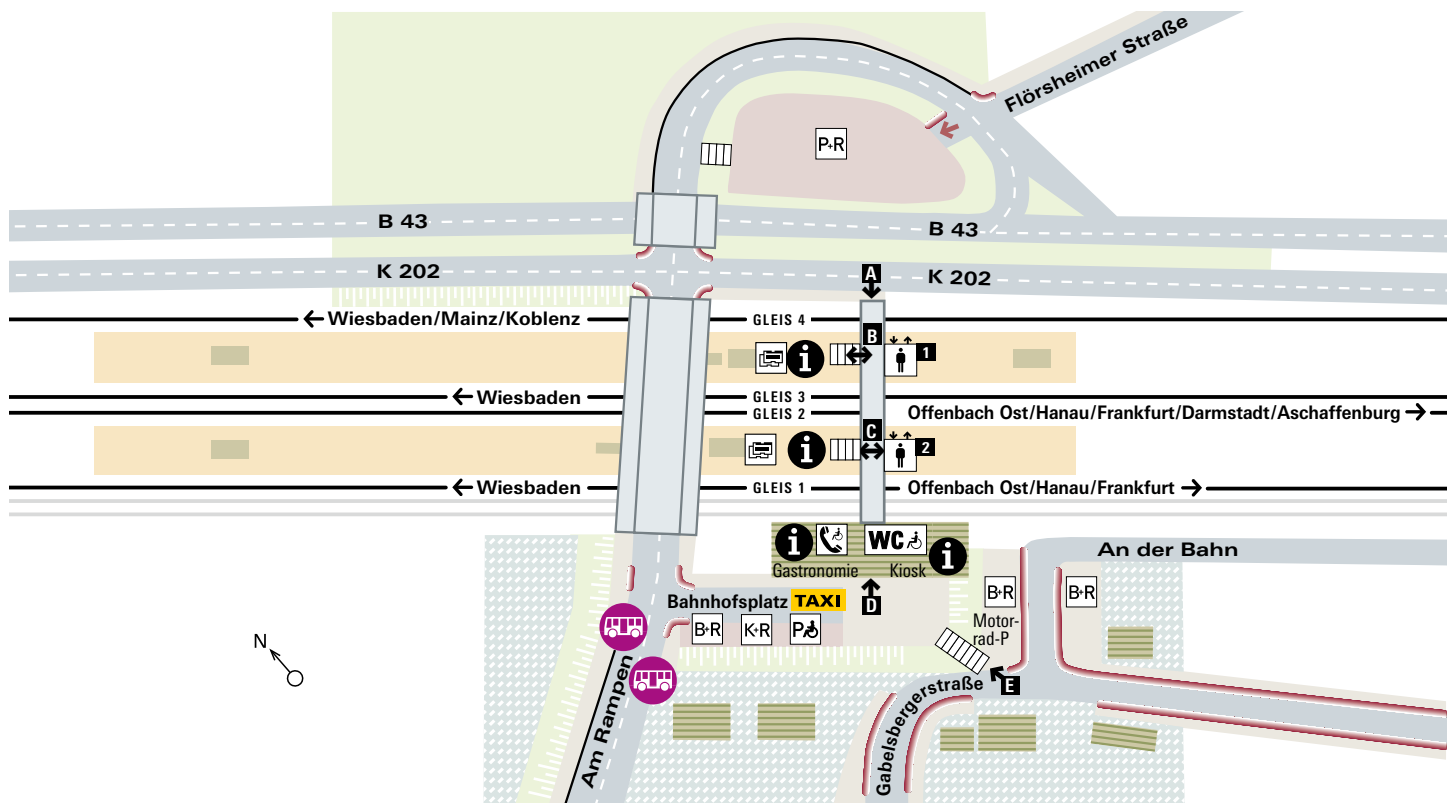 Flörsheimer Straße
P+R
B 43
B 43
K 202
A
K 202
Wiesbaden/Mainz/Koblenz
GLEIS 4
B
i
1
Wiesbaden
GLEIS 3
GLEIS 2
Offenbach Ost/Hanau/Frankfurt/Darmstadt/Aschaffenburg
C
i
2
Wiesbaden
GLEIS 1
Offenbach Ost/Hanau/Frankfurt
i
WC
i
Gastronomie
Kiosk
An der Bahn
Bahnhofsplatz
TAXI
D
B+R
B+R
B+R
K+R
P
Motor-
rad-P
N
E
Am Rampen
Gabelsbergerstraße